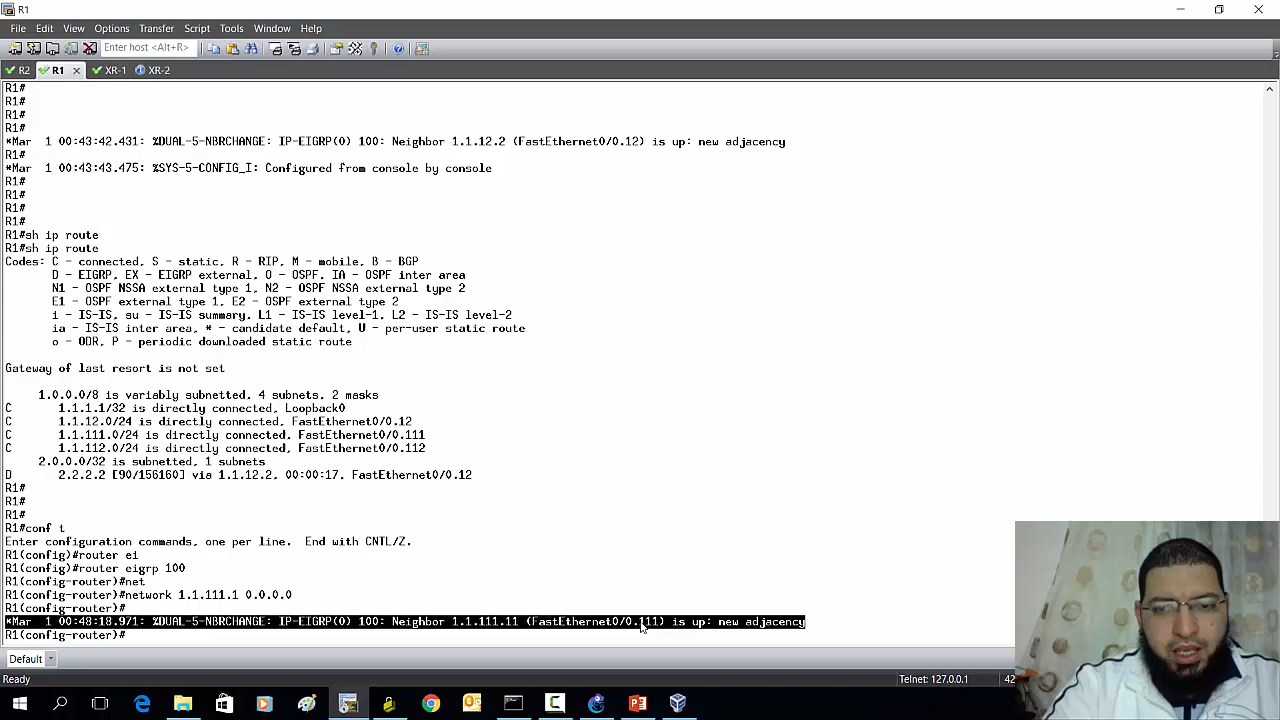 R1
File Edit View Options Transfer Script Tools Window Help
Enter host <Alt+R>
R2 R1 XR-1 XR-2
R1#
R1#
R1#
R1#
*Mar  1 00:43:42.431: %DUAL-5-NBRCHANGE: IP-EIGRP(0) 100: Neighbor 1.1.12.2 (FastEthernet0/0.12) is up: new adjacency
R1#
*Mar  1 00:43:43.475: %SYS-5-CONFIG_I: Configured from console by console
R1#
R1#
R1#
R1#
R1#sh ip route
R1#sh ip route
Codes: C - connected, S - static, R - RIP, M - mobile, B - BGP
D - EIGRP, EX - EIGRP external, O - OSPF, IA - OSPF inter area
N1 - OSPF NSSA external type 1, N2 - OSPF NSSA external type 2
E1 - OSPF external type 1, E2 - OSPF external type 2
i - IS-IS, su - IS-IS summary, L1 - IS-IS level-1, L2 - IS-IS level-2
ia - IS-IS inter area, * - candidate default, U - per-user static route
o - ODR, P - periodic downloaded static route
Gateway of last resort is not set
1.0.0.0/8 is variably subnetted, 4 subnets, 2 masks
C 1.1.1.1/32 is directly connected, Loopback0
C 1.1.12.0/24 is directly connected, FastEthernet0/0.12
C 1.1.111.0/24 is directly connected, FastEthernet0/0.111
C 1.1.112.0/24 is directly connected, FastEthernet0/0.112
2.0.0.0/32 is subnetted, 1 subnets
D 2.2.2.2 [90/156160] via 1.1.12.2, 00:00:17, FastEthernet0/0.12
R1#
R1#
R1#
R1#conf t
Enter configuration commands, one per line.  End with CNTL/Z.
R1(config)#router ei
R1(config)#router eigrp 100
R1(config-router)#net
R1(config-router)#network 1.1.111.1 0.0.0.0
R1(config-router)#
*Mar  1 00:48:18.971: %DUAL-5-NBRCHANGE: IP-EIGRP(0) 100: Neighbor 1.1.111.11 (FastEthernet0/0.111) is up: new adjacency
R1(config-router)#
Default
Ready Telnet: 127.0.0.1 42